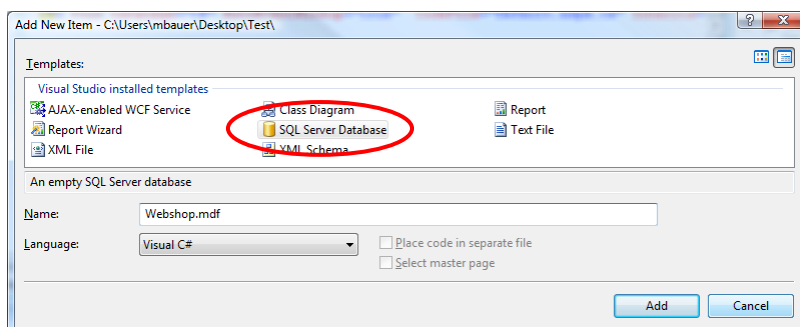 Add New Item - C:\Users\mbauer\Desktop\Test\
Templates:
Visual Studio installed templates
AJAX-enabled WCF Service
Class Diagram
Report
Report Wizard
SQL Server Database
Text File
XML File
XML Schema
An empty SQL Server database
Name:
Webshop.mdf
Language:
Visual C#
Place code in separate file
Select master page
Add
Cancel